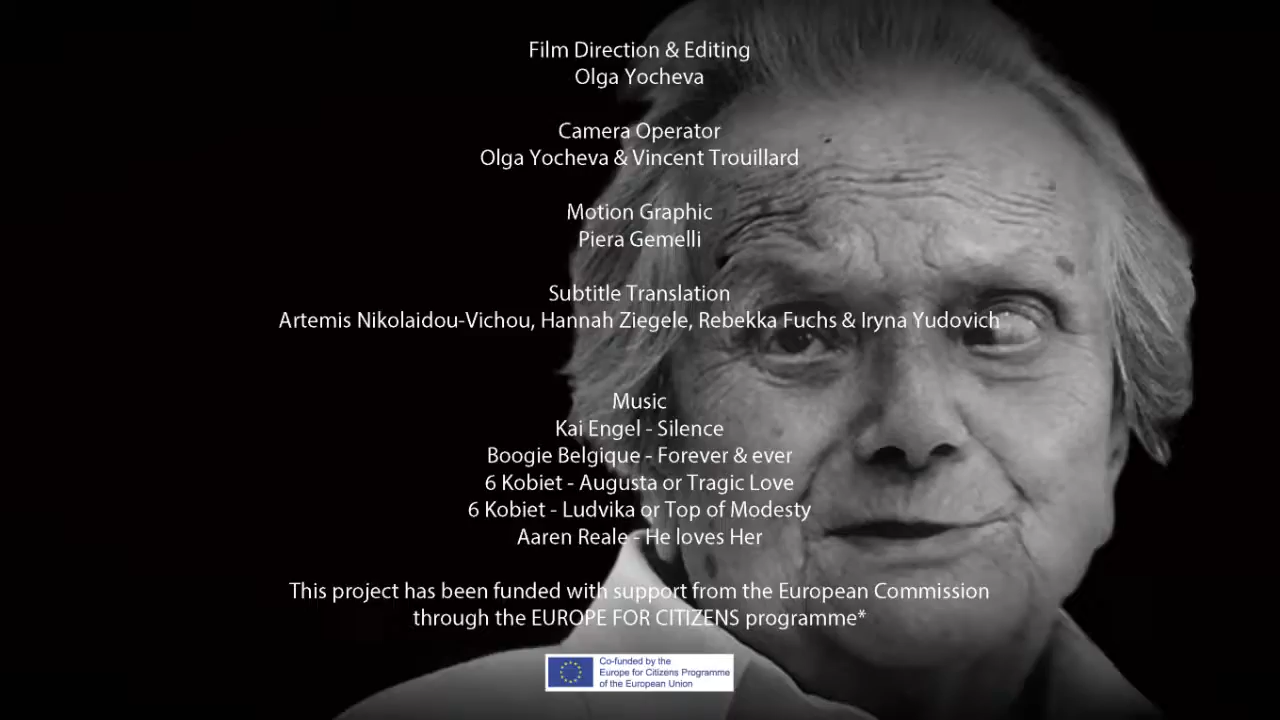 Film Direction & Editing
Olga Yocheva
Camera Operator
Olga Yocheva & Vincent Trouillard
Motion Graphic
Piera Gemelli
Subtitle Translation
Artemis Nikolaidou-Vichou, Hannah Ziegele, Rebekka Fuchs & Iryna Yudovich
Music
Kai Engel - Silence
Boogie Belgique - Forever & ever
6 Kobiet - Augusta or Tragic Love
6 Kobiet - Ludvika or Top of Modesty
Aaren Reale - He loves Her
This project has been funded with support from the European Commission
through the EUROPE FOR CITIZENS programme*
Co-funded by the
Europe for Citizens Programme
of the European Union